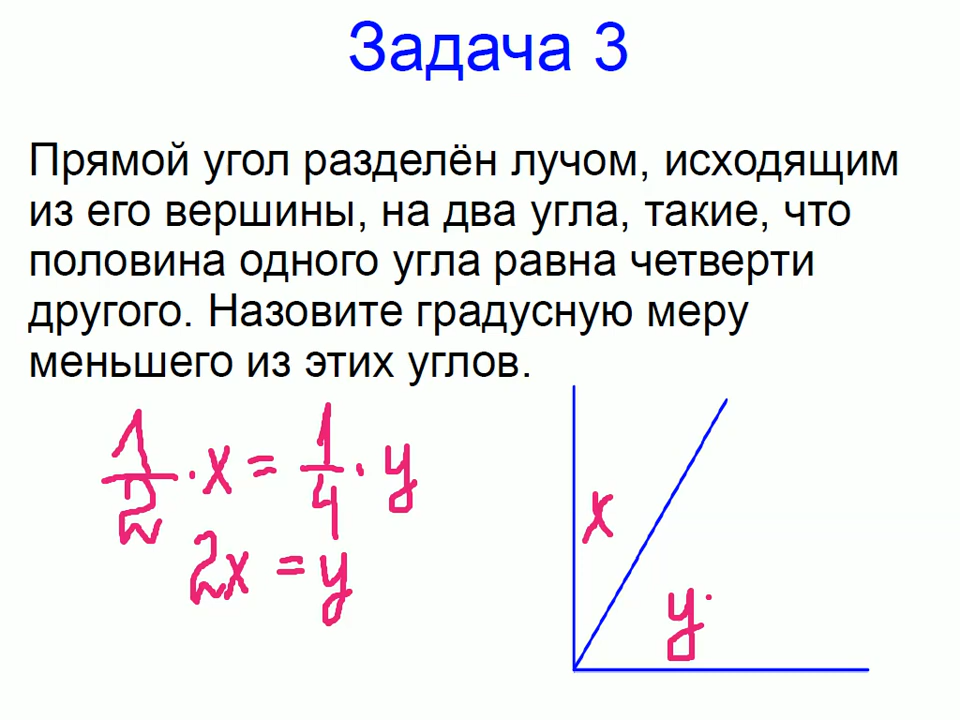 Задача 3
Прямой угол разделён лучом, исходящим
из его вершины, на два угла, такие, что
половина одного угла равна четверти
другого. Назовите градусную меру
меньшего из этих углов.
1/2 · x = 1/4 · y
2x = y
x
y